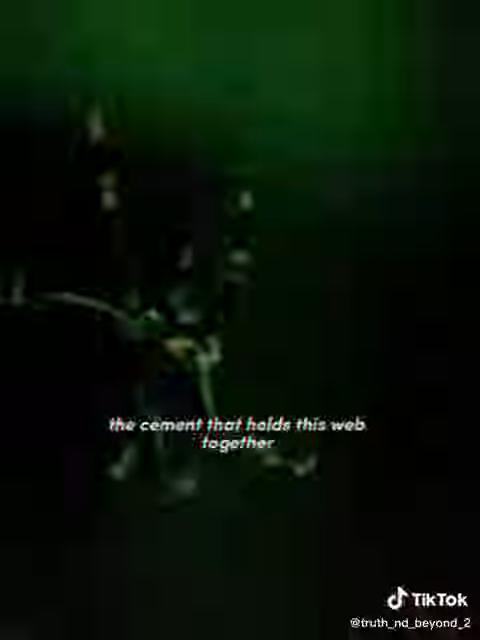 the cement that holds this web
together
TikTok
@truth_nd_beyond_2